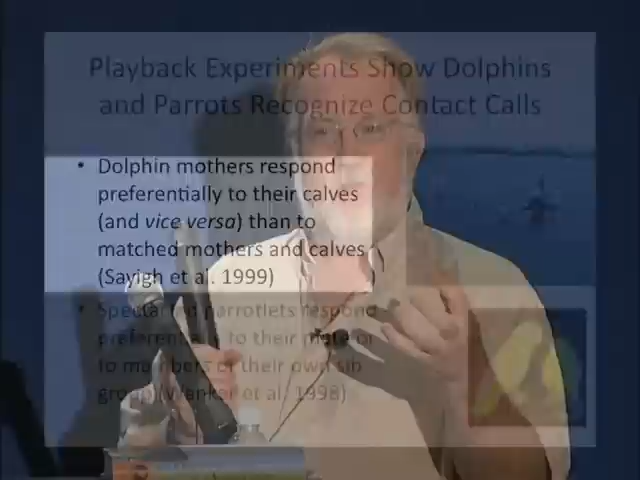 Playback Experiments Show Dolphins
and Parrots Recognize Contact Calls
• Dolphin mothers respond
preferentially to their calves
(and vice versa) than to
matched mothers and calves
(Sayigh et al. 1999)
• Spectacled parrotlets respond
to their mate or
to members of their own sib
group (Wanker et al. 1998)